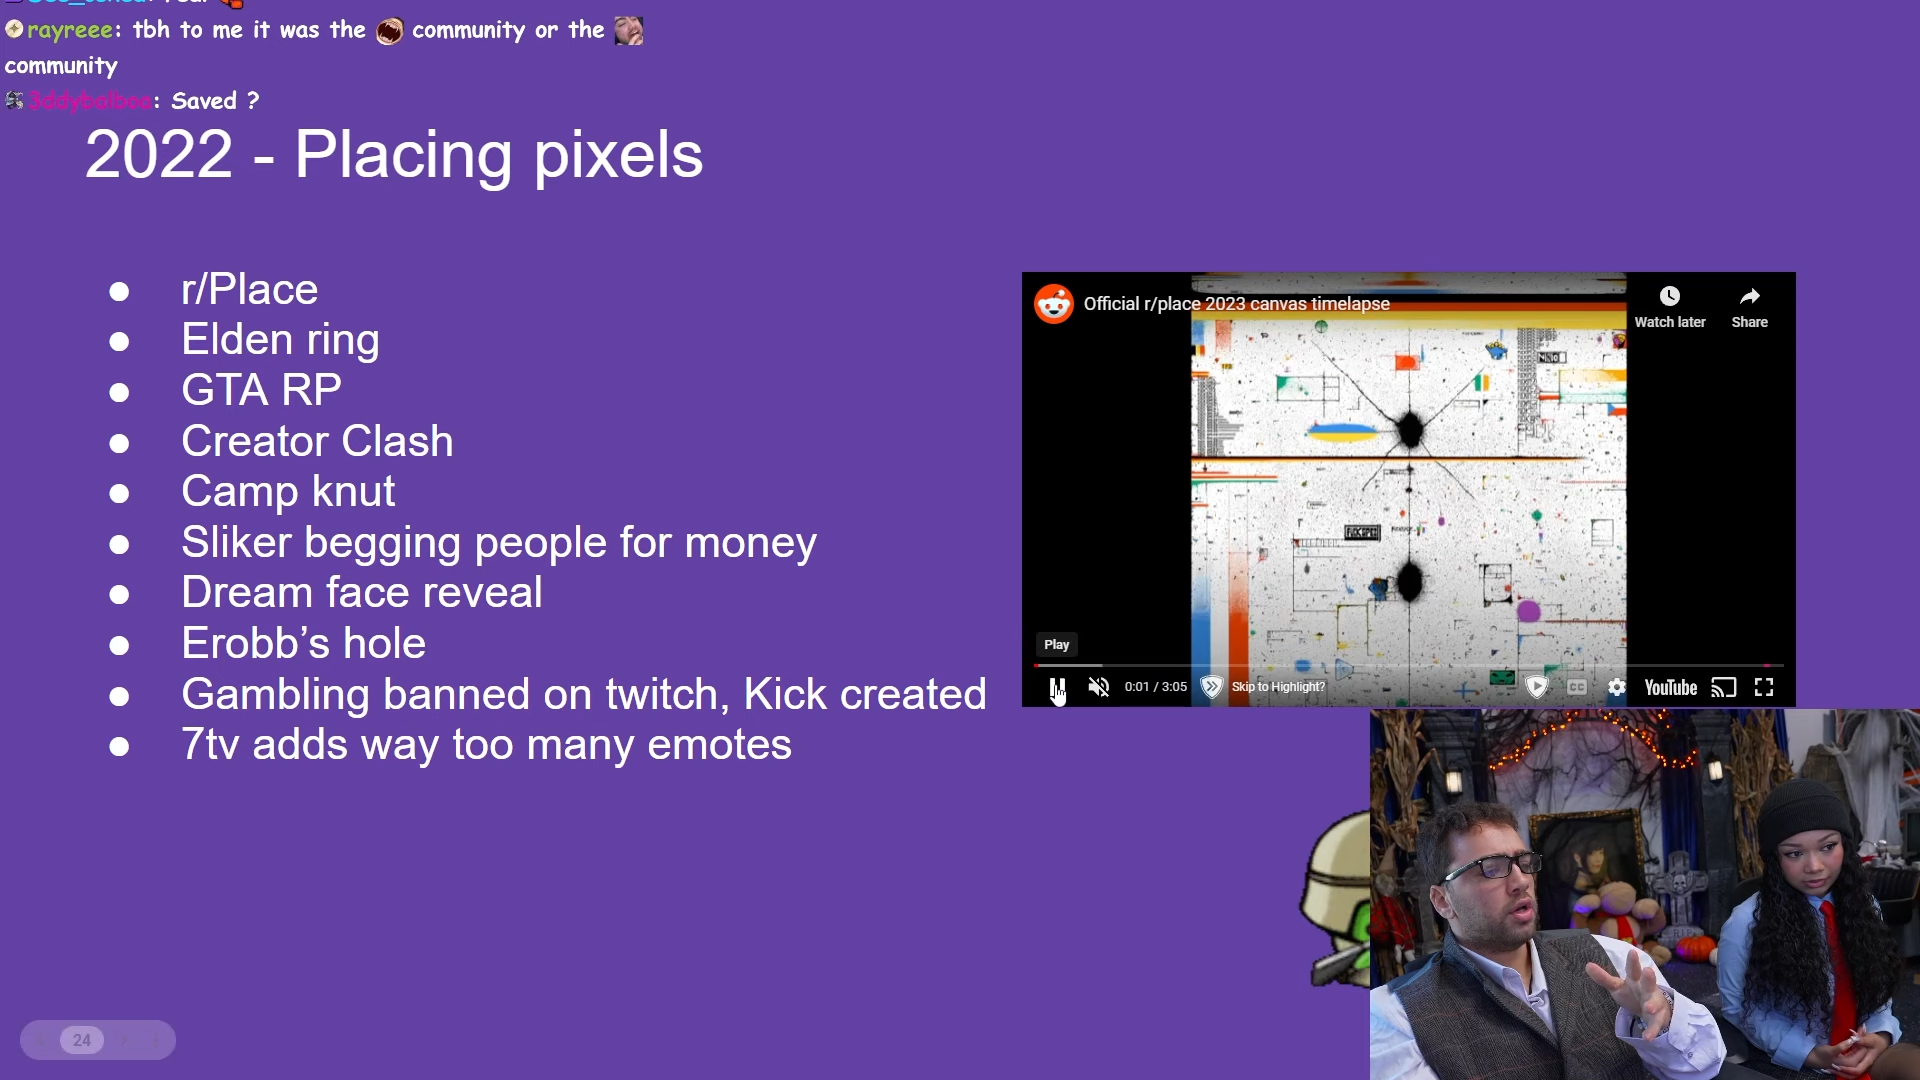 rayreee: tbh to me it was the community or the
community
3ddybalboa: Saved ?
2022 - Placing pixels
● r/Place
● Elden ring
● GTA RP
● Creator Clash
● Camp knut
● Sliker begging people for money
● Dream face reveal
● Erobb’s hole
● Gambling banned on twitch, Kick created
● 7tv adds way too many emotes
Official r/place 2023 canvas timelapse
Watch later
Share
Play
0:01 / 3:05
Skip to Highlight?
CC
YouTube
24